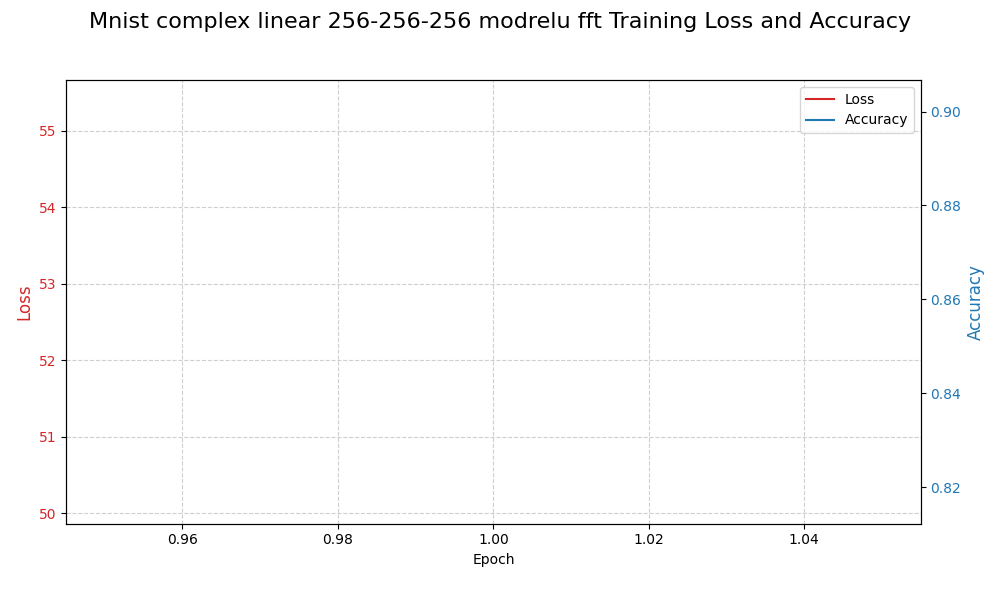 Mnist complex linear 256-256-256 modrelu fft Training Loss and Accuracy
Loss
Accuracy
55
54
53
52
51
50
Loss
0.90
0.88
0.86
0.84
0.82
Accuracy
0.96 0.98 1.00 1.02 1.04
Epoch